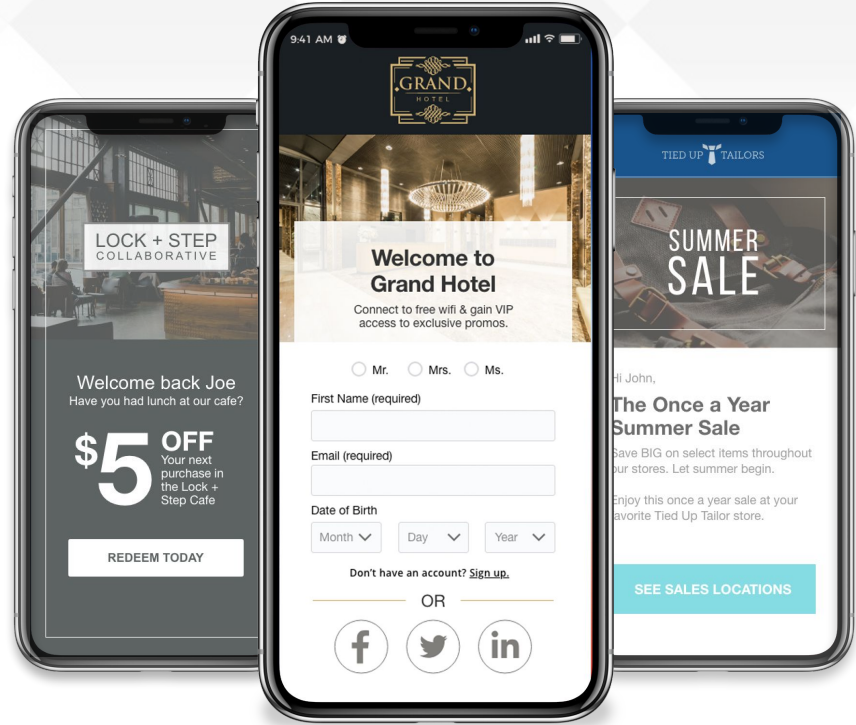 LOCK + STEP
COLLABORATIVE
Welcome back Joe
Have you had lunch at our cafe?
$5 OFF
Your next
purchase in
the Lock +
Step Cafe
REDEEM TODAY
9:41 AM
GRAND
HOTEL
Welcome to
Grand Hotel
Connect to free wifi & gain VIP
access to exclusive promos.
Mr. Mrs. Ms.
First Name (required)
Email (required)
Date of Birth
Month Day Year
Don't have an account? Sign up.
OR
f in
TIED UP TAILORS
SUMMER
SALE
Hi John,
The Once a Year
Summer Sale
Save BIG on select items throughout
our stores. Let summer begin.
Enjoy this once a year sale at your
favorite Tied Up Tailor store.
SEE SALES LOCATIONS